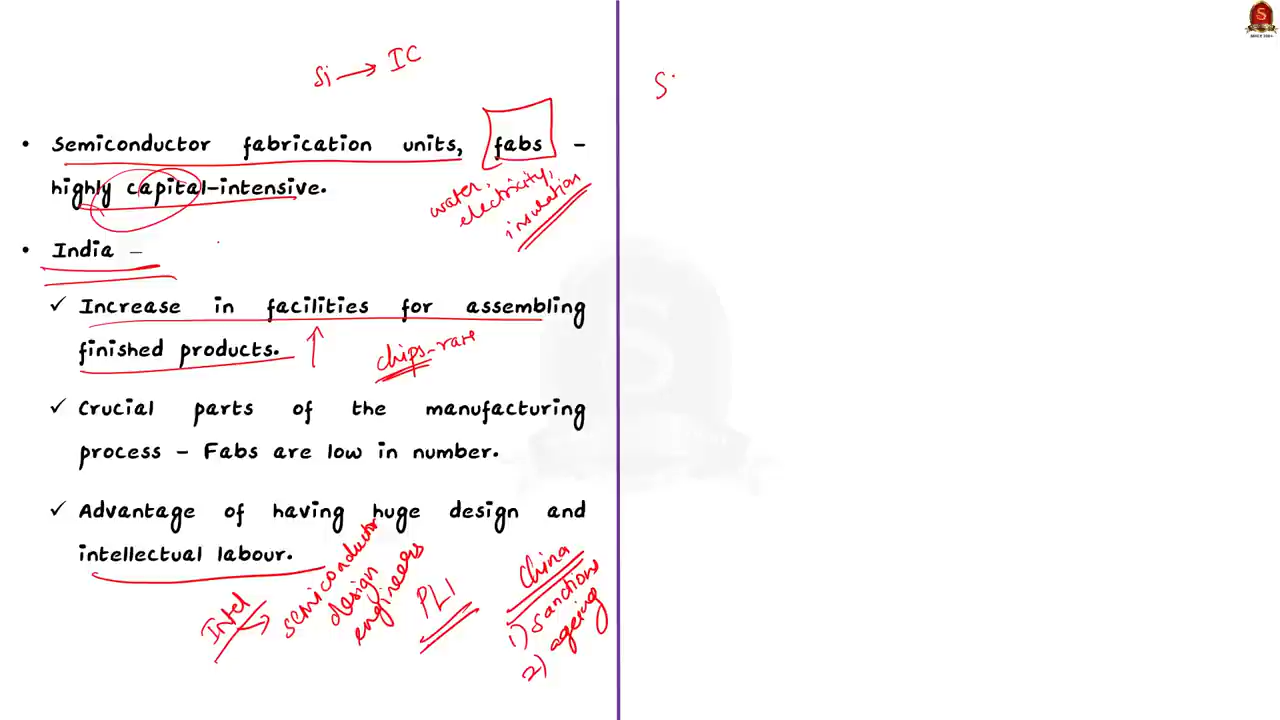 Si → IC
• Semiconductor fabrication units, fabs -
highly capital-intensive.
water,
electricity,
insulation
• India -
✓ Increase in facilities for assembling
finished products.
chips-rare
✓ Crucial parts of the manufacturing
process - Fabs are low in number.
✓ Advantage of having huge design and
intellectual labour.
Intel → semiconductor
design
engineers
PLI
China
1) sanctions
2) ageing
S
S